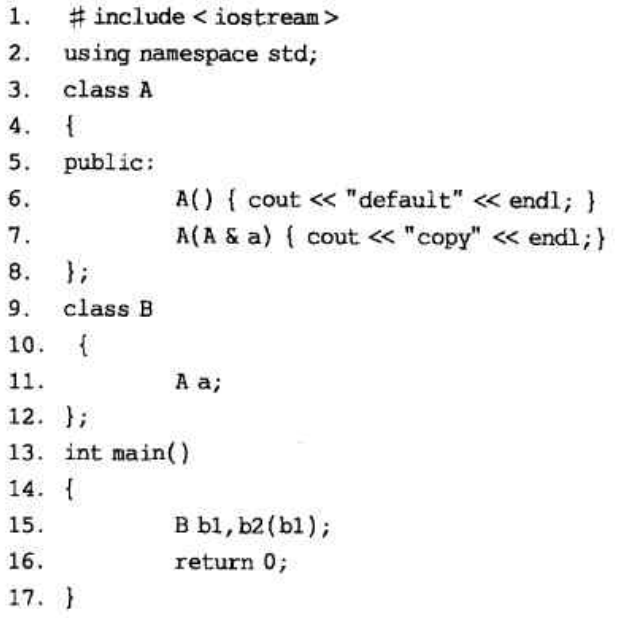 1. # include < iostream >
2. using namespace std;
3. class A
4. {
5. public:
6. A() { cout << "default" << endl; }
7. A(A & a) { cout << "copy" << endl;}
8. };
9. class B
10. {
11. A a;
12. };
13. int main()
14. {
15. B b1,b2(b1);
16. return 0;
17. }